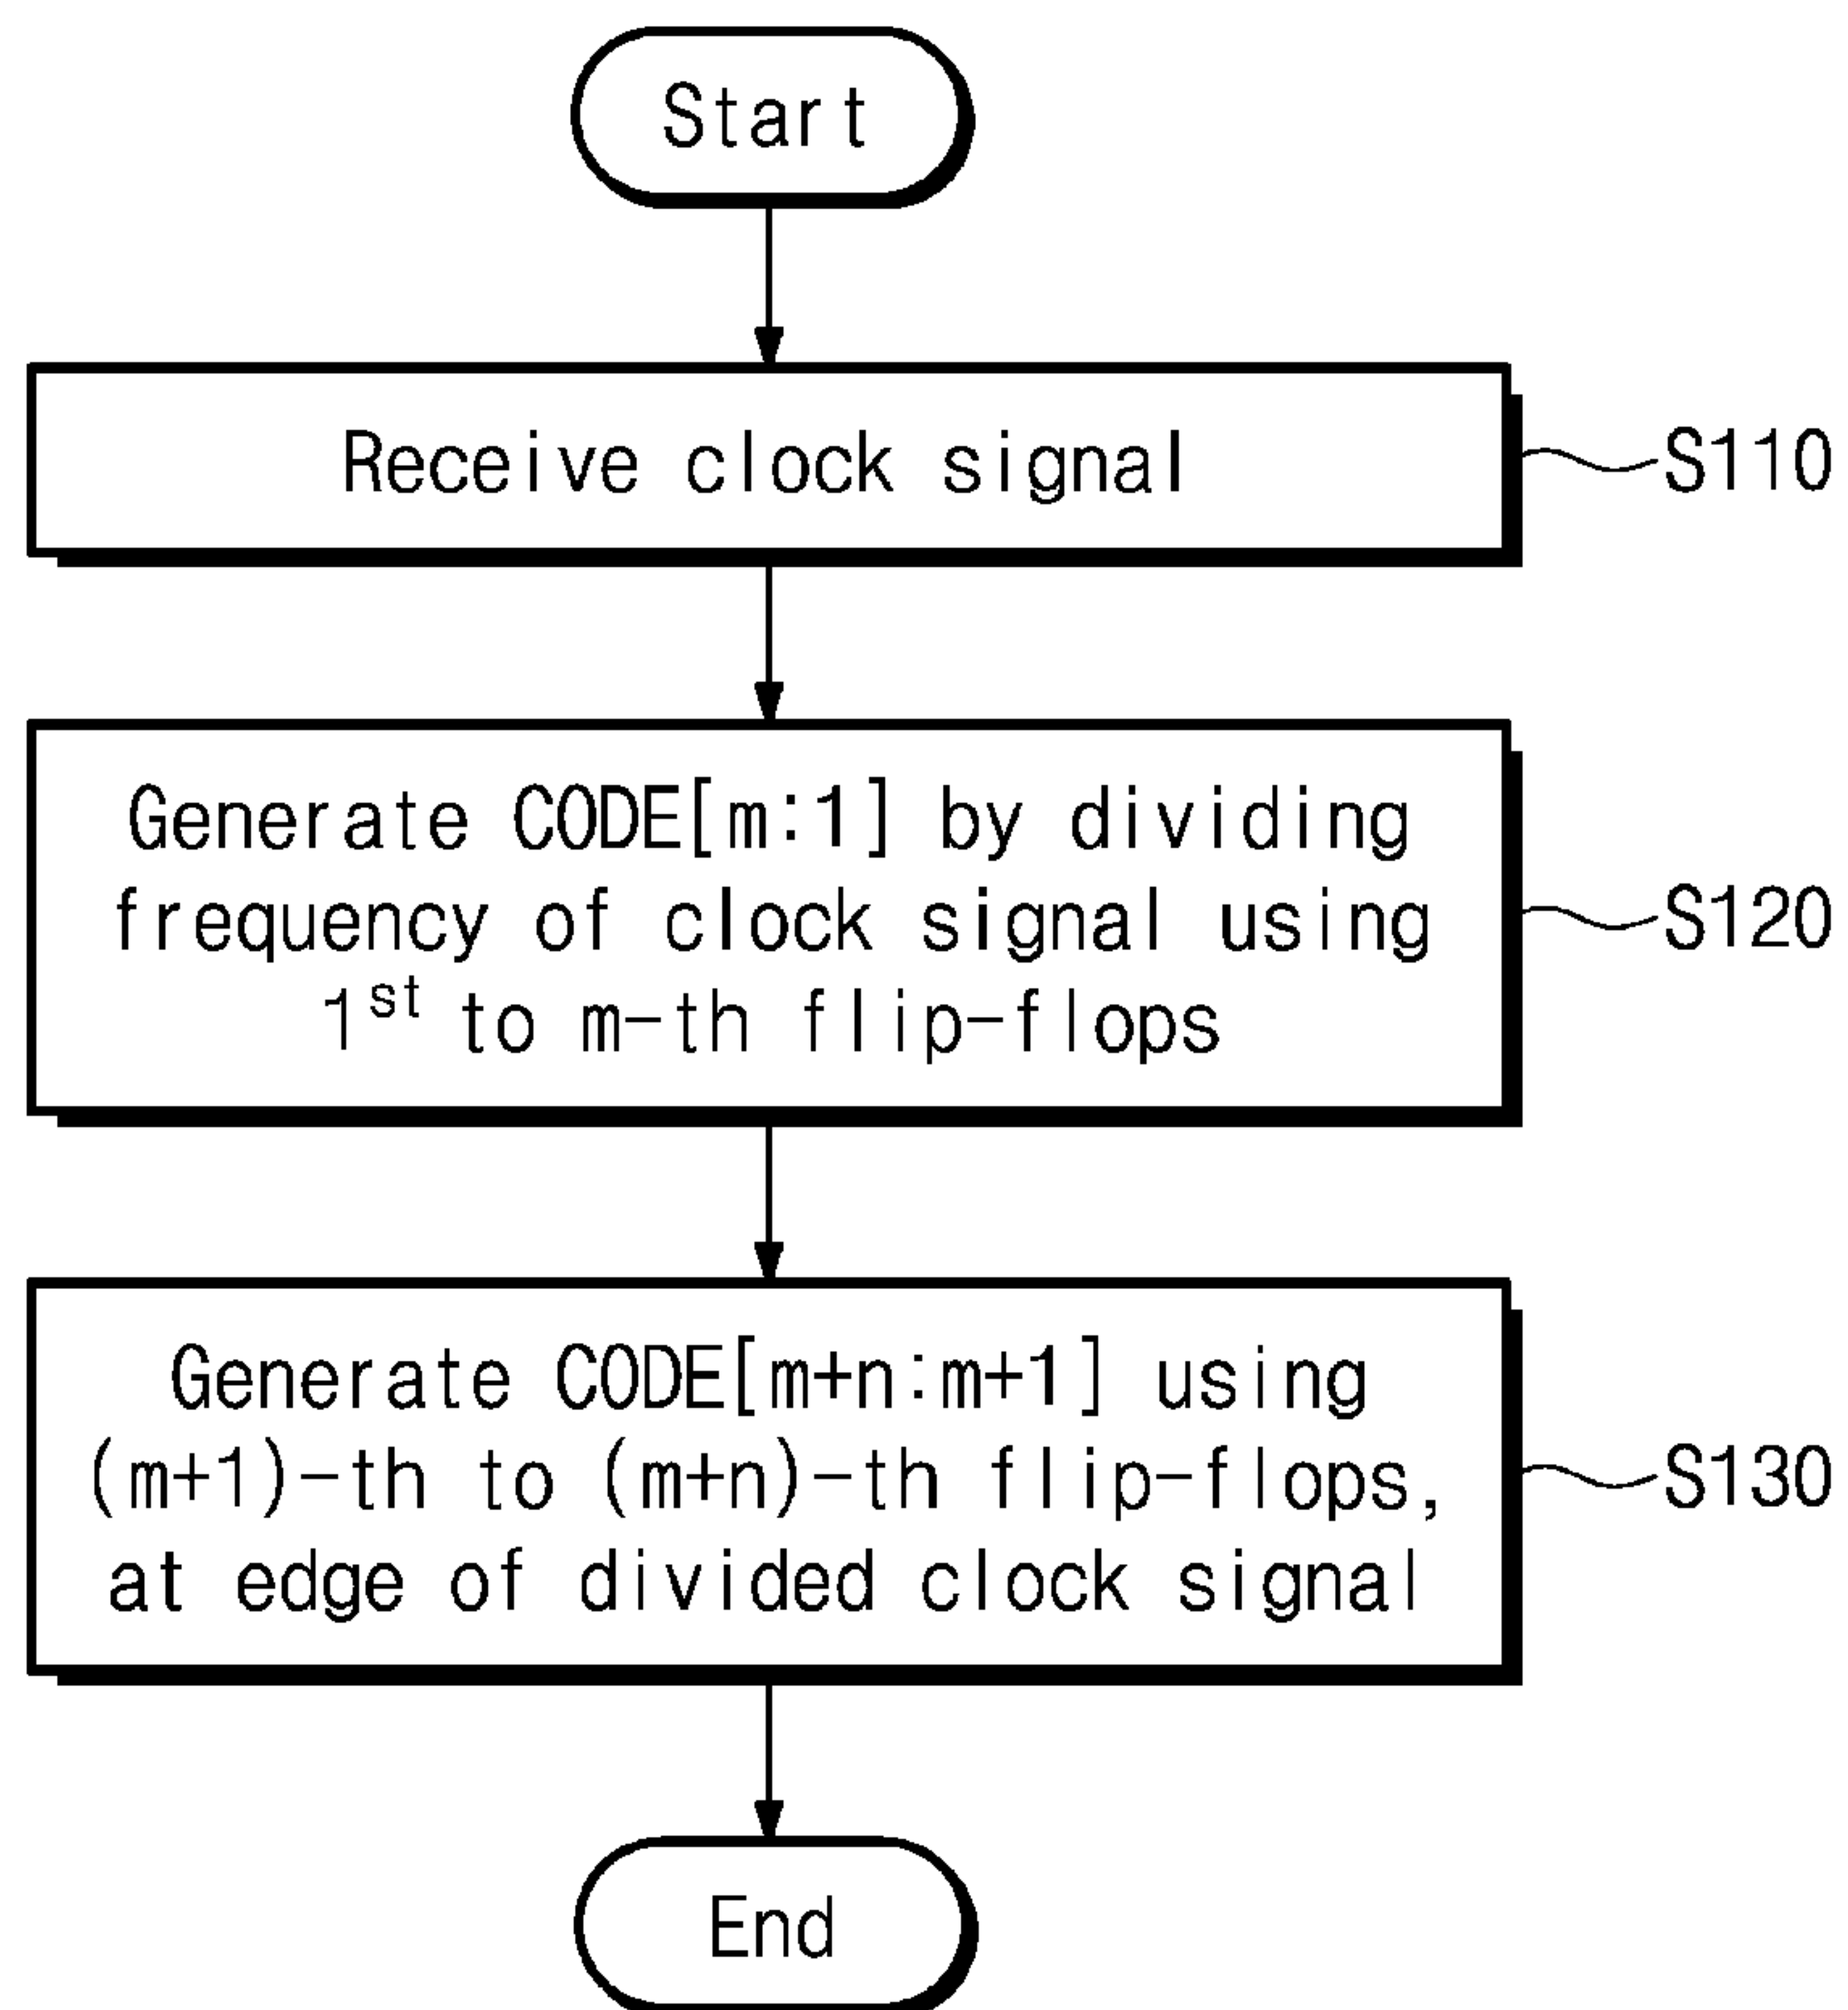 Start
Receive clock signal
S110
Generate CODE[m:1] by dividing
frequency of clock signal using
1st to m-th flip-flops
S120
Generate CODE[m+n:m+1] using
(m+1)-th to (m+n)-th flip-flops,
at edge of divided clock signal
S130
End